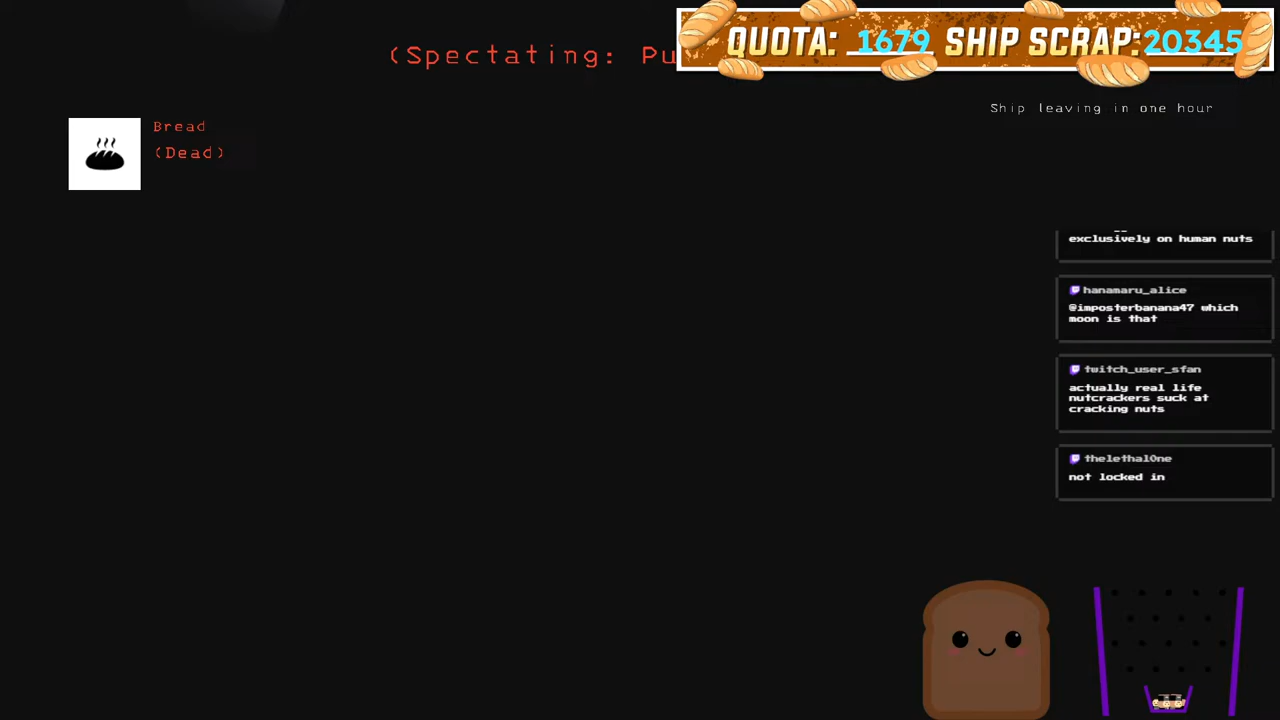 QUOTA: 1679 SHIP SCRAP: 20345
(Spectating: Pu
Ship leaving in one hour
Bread
(Dead)
exclusively on human nuts
hanamaru_alice
@imposterbanana47 which
moon is that
twitch_user_sfan
actually real life
nutcrackers suck at
cracking nuts
thelethal0ne
not locked in